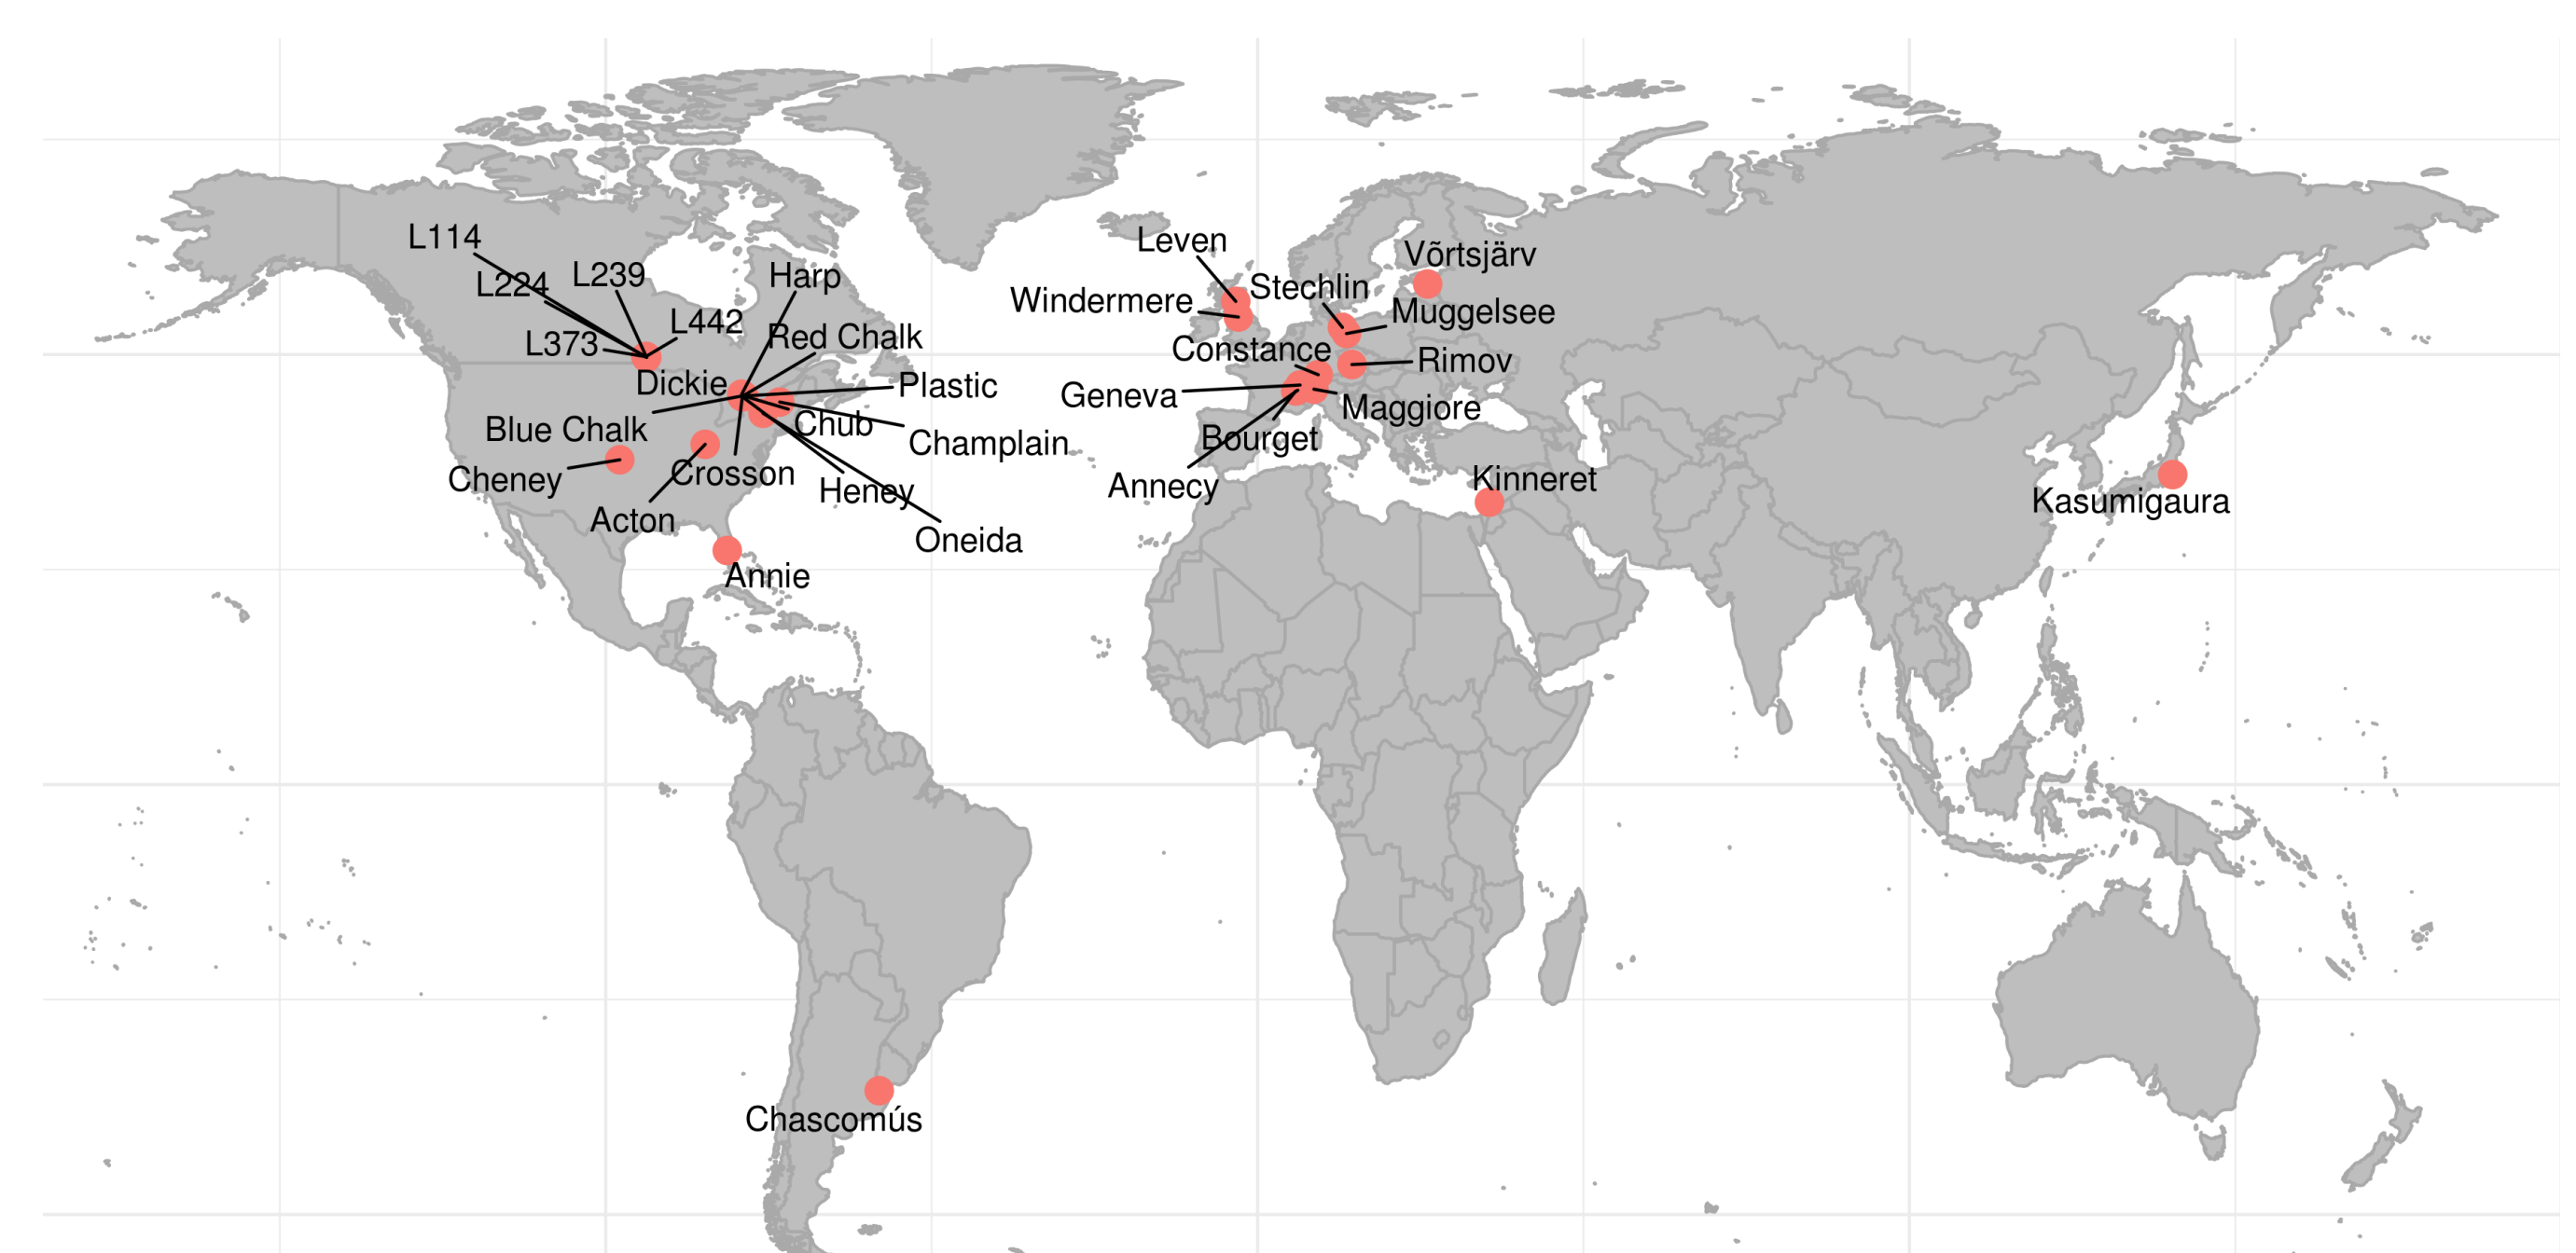 Leven
L114
Võrtsjärv
Harp
L239
L224
Stechlin
Windermere
Muggelsee
L442
Red Chalk
L373
Constance
Rimov
Dickie
Plastic
Geneva
Maggiore
Chub
Blue Chalk
Bourget
Champlain
Crosson
Cheney
Kinneret
Annecy
Heney
Kasumigaura
Acton
Oneida
Annie
Chascomús